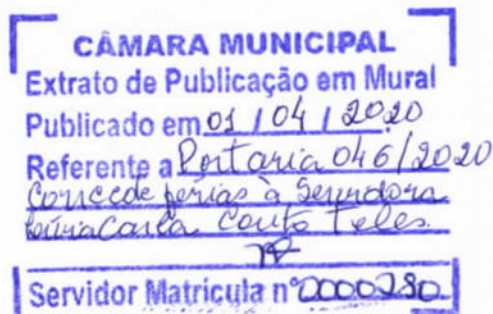 CÂMARA MUNICIPAL
Extrato de Publicação em Mural
Publicado em 01 / 04 / 2020
Referente a Portaria 046/2020
Concede férias à Servidora
Carla Couto Teles.
Servidor Matrícula nº 0000280